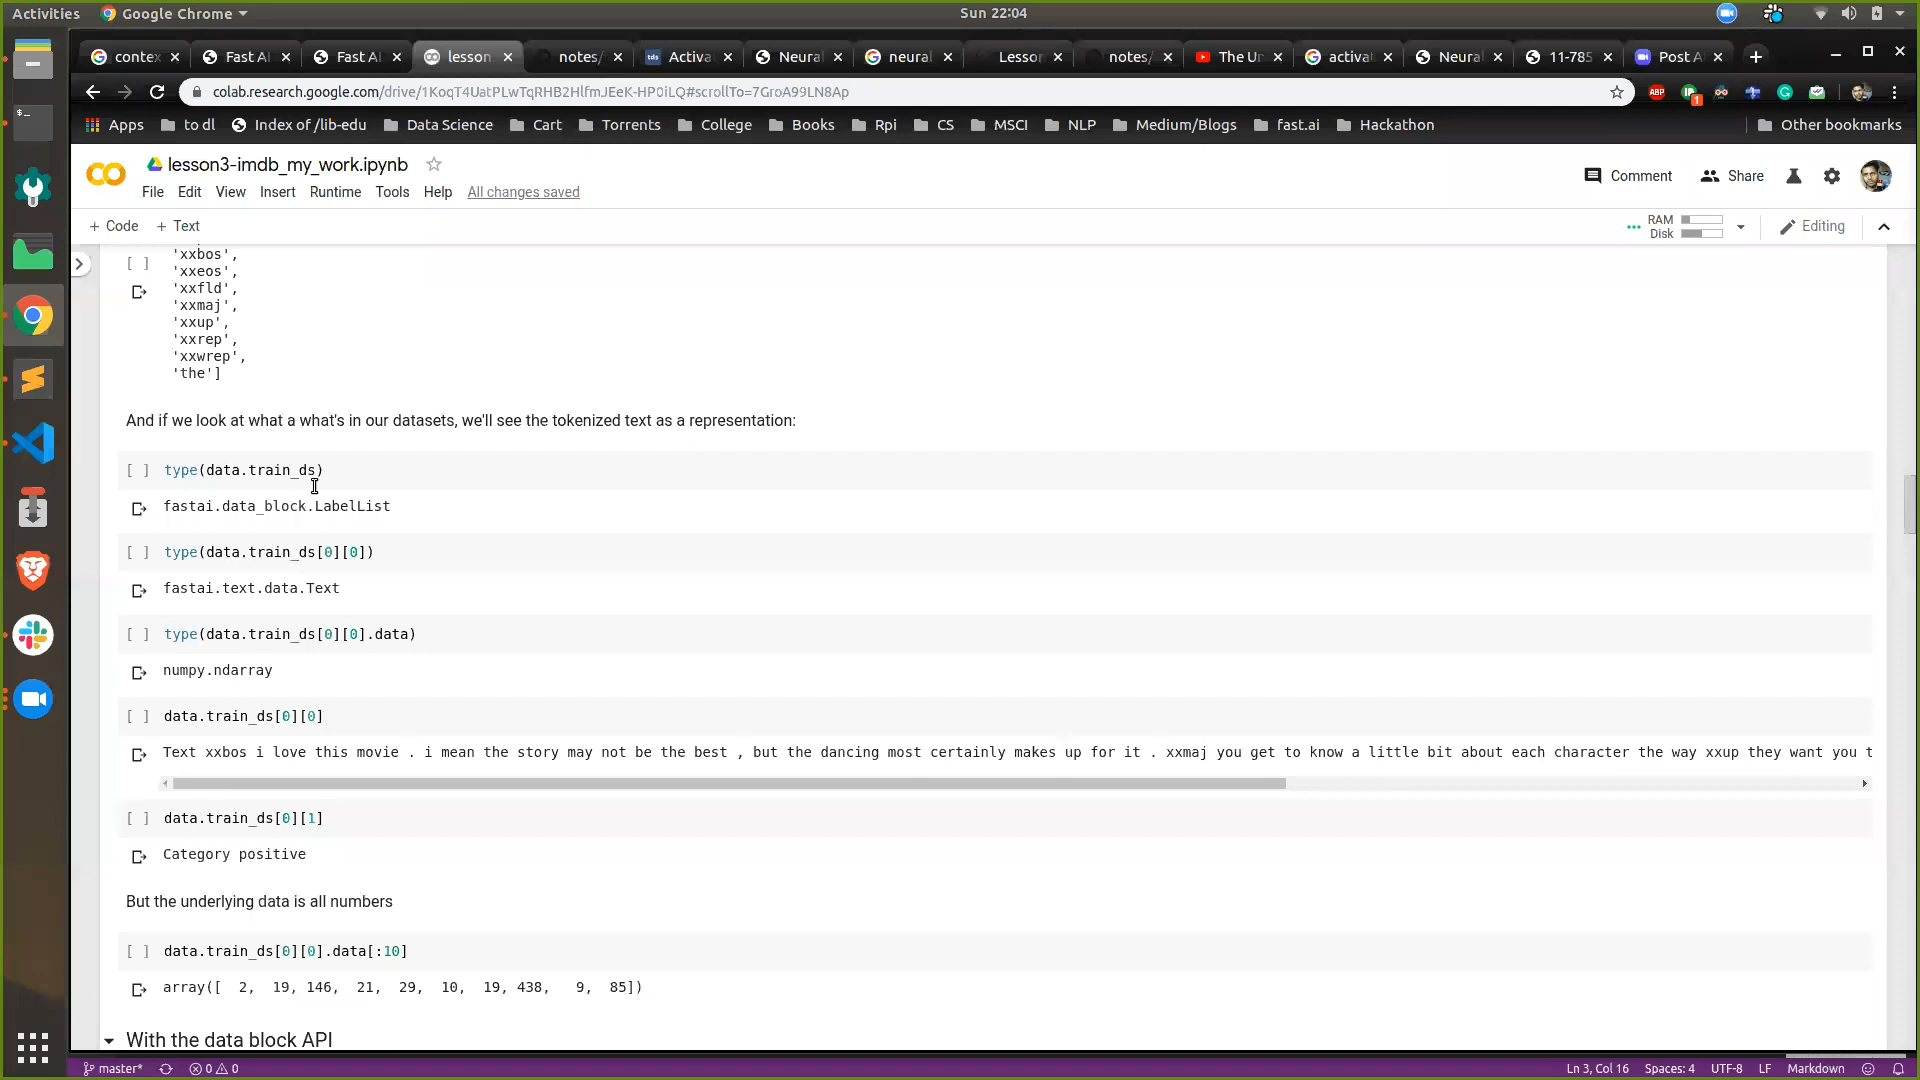 Activities Google Chrome Sun 22:04
contex Fast AI Fast AI lesson notes/ Activa Neura neural Lesson notes/ The Un activat Neural 11-785 Post A
colab.research.google.com/drive/1KoqT4UatPLwTqRHB2HlfmJEeK-HP0iLQ#scrollTo=7GroA99LN8Ap
Apps to dl Index of /lib-edu Data Science Cart Torrents College Books Rpi CS MSCI NLP Medium/Blogs fast.ai Hackathon Other bookmarks
lesson3-imdb_my_work.ipynb
Comment Share
File Edit View Insert Runtime Tools Help All changes saved
+ Code + Text RAM Disk Editing
'xxbos',
[ ] 'xxeos',
'xxfld',
'xxmaj',
'xxup',
'xxrep',
'xxwrep',
'the']
And if we look at what a what's in our datasets, we'll see the tokenized text as a representation:
[ ] type(data.train_ds)
fastai.data_block.LabelList
[ ] type(data.train_ds[0][0])
fastai.text.data.Text
[ ] type(data.train_ds[0][0].data)
numpy.ndarray
[ ] data.train_ds[0][0]
Text xxbos i love this movie . i mean the story may not be the best , but the dancing most certainly makes up for it . xxmaj you get to know a little bit about each character the way xxup they want you t
[ ] data.train_ds[0][1]
Category positive
But the underlying data is all numbers
[ ] data.train_ds[0][0].data[:10]
array([ 2, 19, 146, 21, 29, 10, 19, 438, 9, 85])
With the data block API
master* 0 0 Ln 3, Col 16 Spaces: 4 UTF-8 LF Markdown